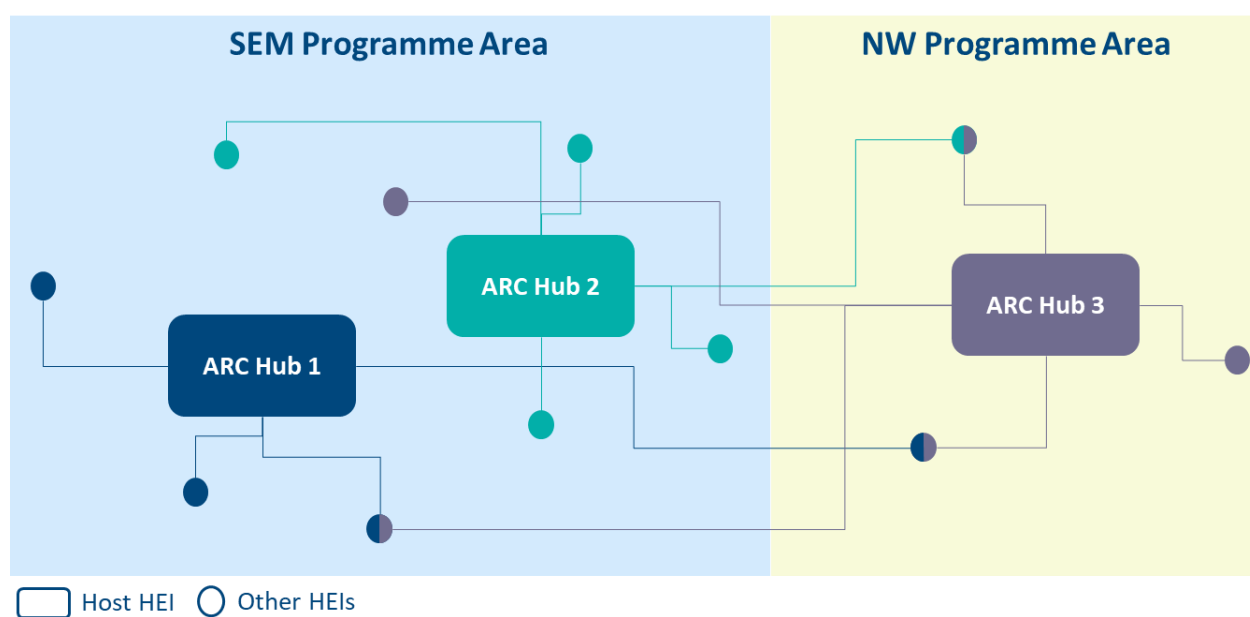 SEM Programme Area
NW Programme Area
ARC Hub 2
ARC Hub 3
ARC Hub 1
Host HEI
Other HEIs